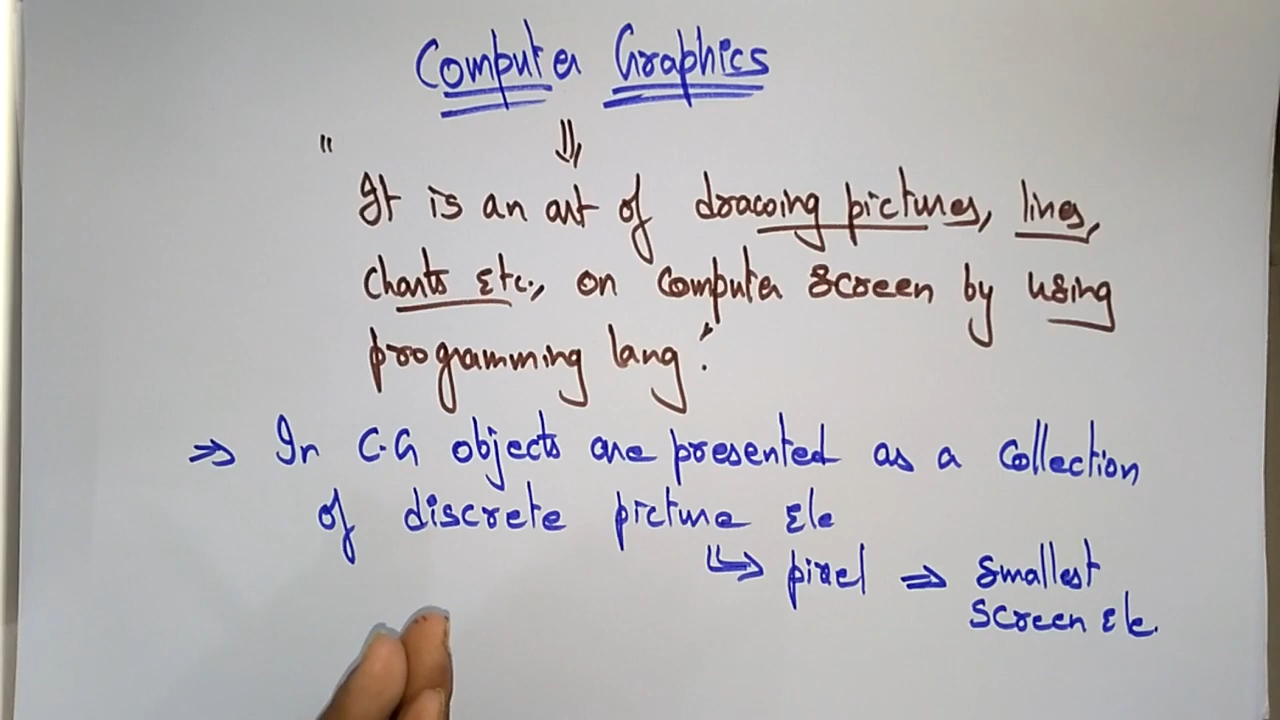 Computer Graphics
⇓
"
It is an art of drawing pictures, lines,
charts Etc., on computer screen by using
programming lang".
⇒ In C.G objects are presented as a collection
of discrete picture Ele
↳ pixel ⇒ smallest
screen Ele.